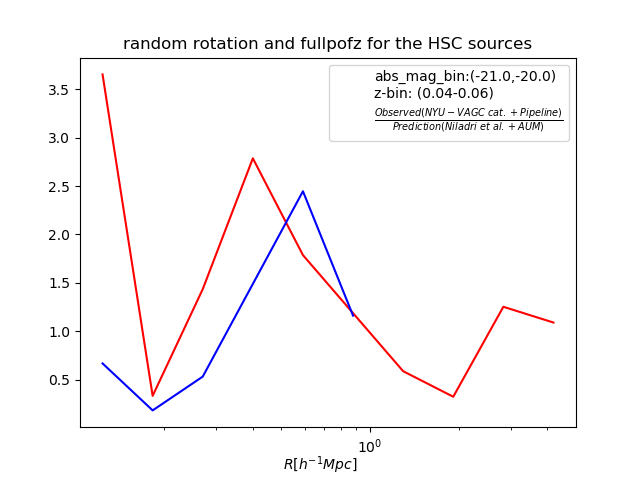 random rotation and fullpofz for the HSC sources
abs_mag_bin:(-21.0,-20.0)
z-bin: (0.04-0.06)
Observed(NYU−VAGC cat. +Pipeline)
Prediction(Niladri et al. +AUM)
3.5
3.0
2.5
2.0
1.5
1.0
0.5
10⁰
R[h⁻¹Mpc]